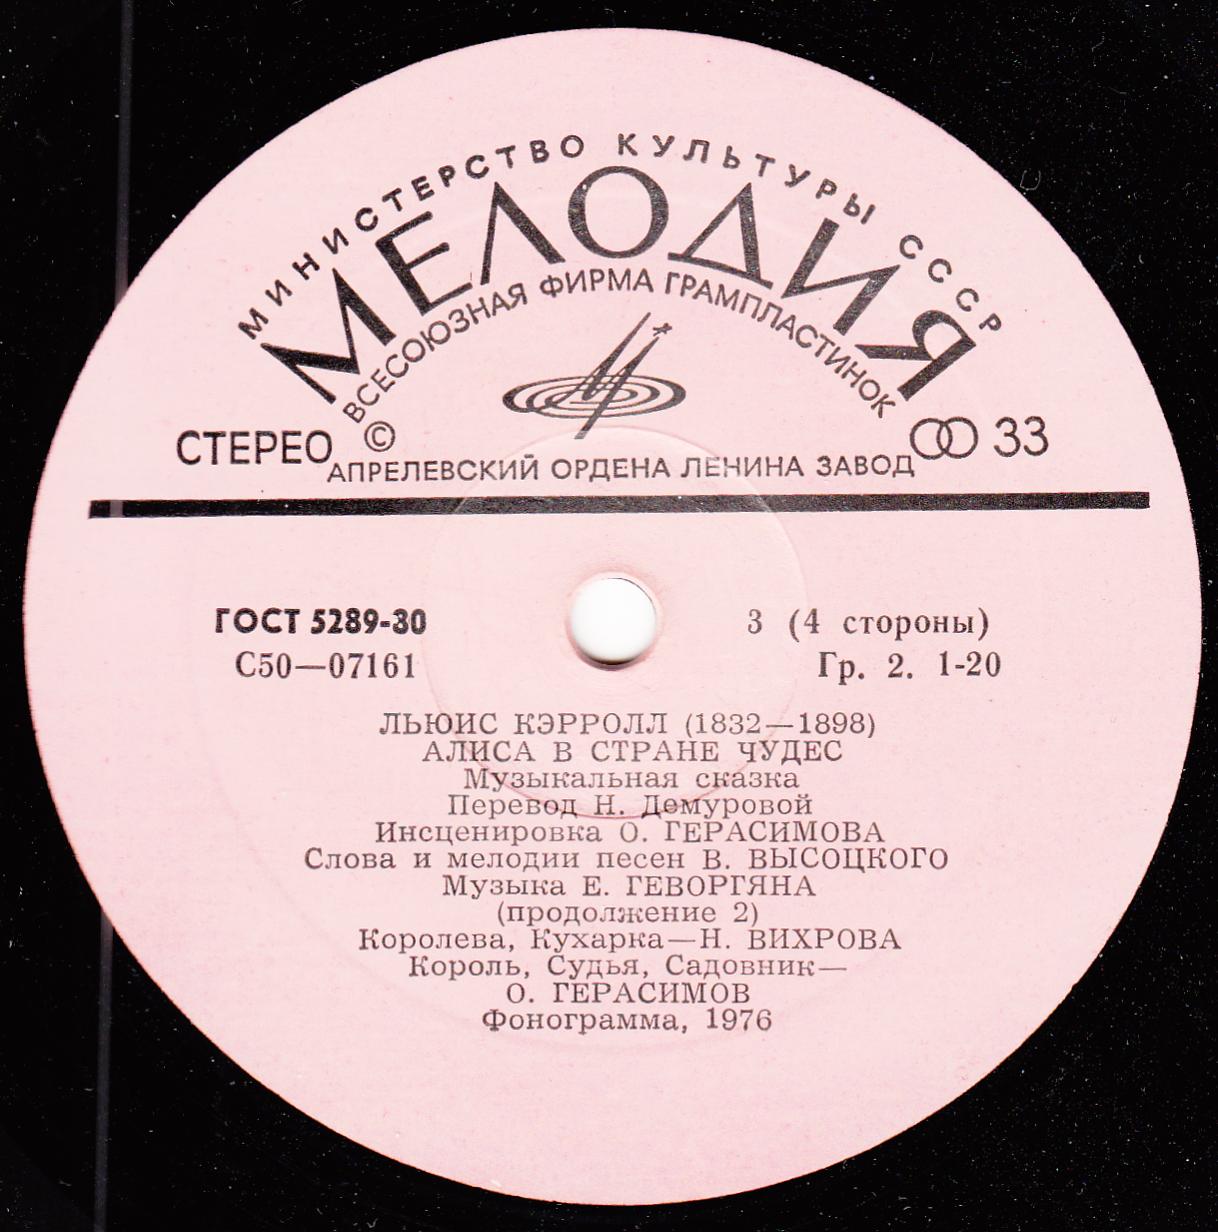 МИНИСТЕРСТВО КУЛЬТУРЫ СССР
МЕЛОДИЯ
ВСЕСОЮЗНАЯ ФИРМА ГРАМПЛАСТИНОК
СТЕРЕО © 33
АПРЕЛЕВСКИЙ ОРДЕНА ЛЕНИНА ЗАВОД
ГОСТ 5289-80 3 (4 стороны)
С50—07161 Гр. 2. 1-20
ЛЬЮИС КЭРРОЛЛ (1832—1898)
АЛИСА В СТРАНЕ ЧУДЕС
Музыкальная сказка
Перевод Н. Демуровой
Инсценировка О. ГЕРАСИМОВА
Слова и мелодии песен В. ВЫСОЦКОГО
Музыка Е. ГЕВОРГЯНА
(продолжение 2)
Королева, Кухарка—Н. ВИХРОВА
Король, Судья, Садовник—
О. ГЕРАСИМОВ
Фонограмма, 1976